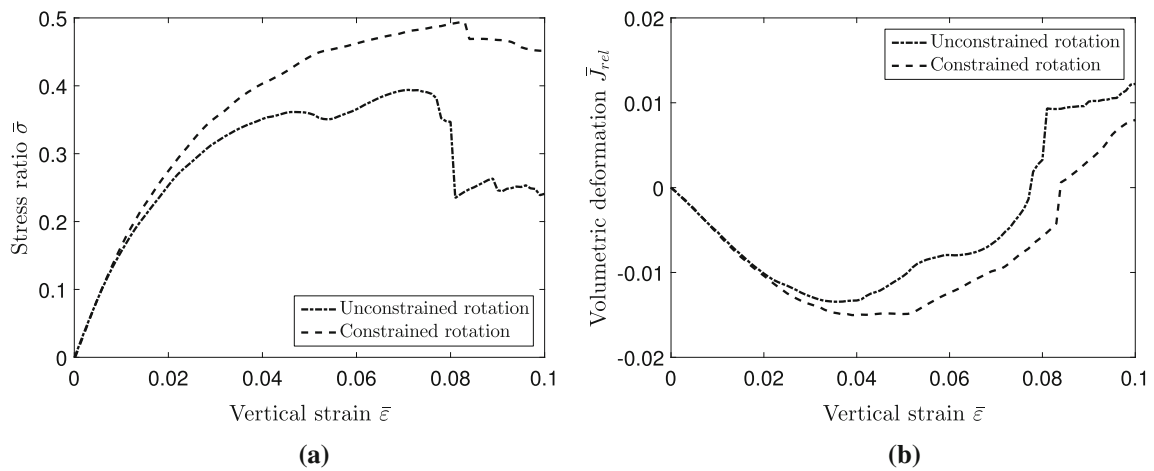 0.5
0.4
0.3
0.2
0.1
0
Stress ratio σ̄
Unconstrained rotation
Constrained rotation
0 0.02 0.04 0.06 0.08 0.1
Vertical strain ε̄
(a)
0.02
0.01
0
-0.01
-0.02
Volumetric deformation J̄rel
Unconstrained rotation
Constrained rotation
0 0.02 0.04 0.06 0.08 0.1
Vertical strain ε̄
(b)